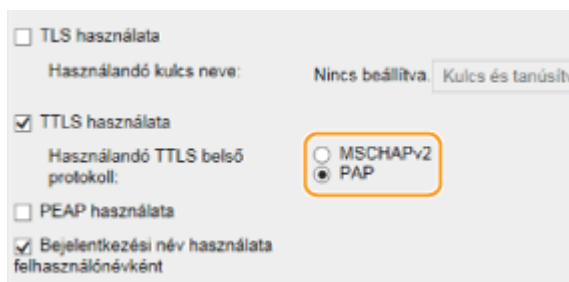 TLS használata
Használandó kulcs neve: Nincs beállítva. Kulcs és
TTLS használata
Használandó TTLS belső
protokoll:
MSCHAPv2
PAP
PEAP használata
Bejelentkezési név használata
felhasználónévként